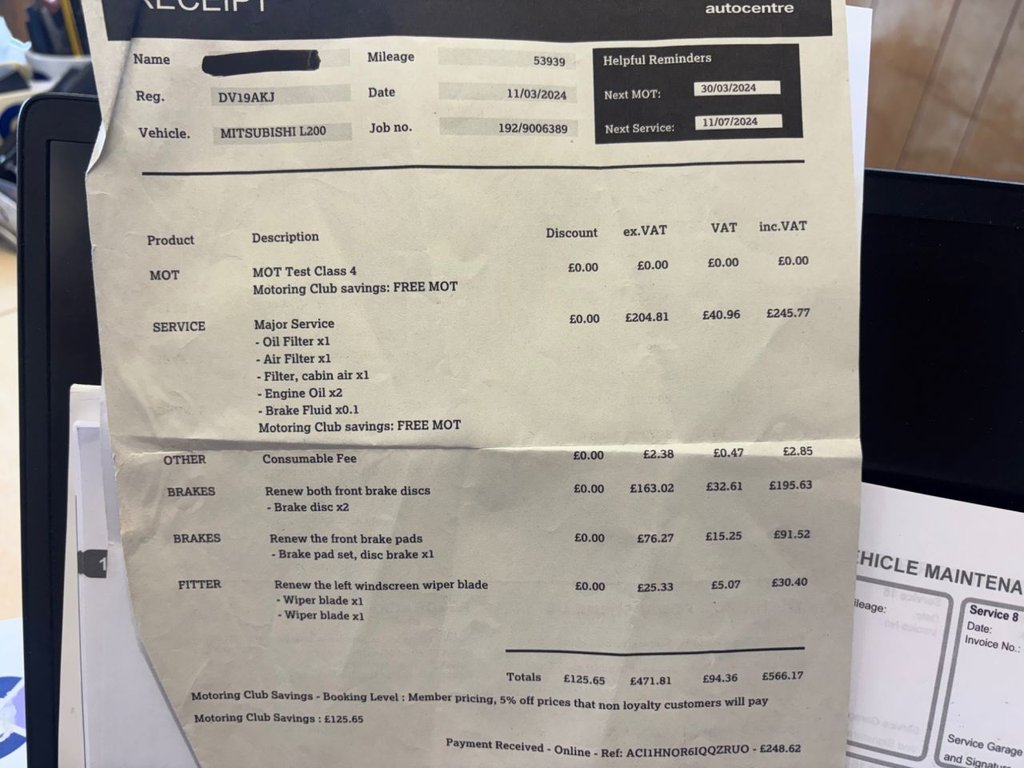 RECEIPT
autocentre
Name
Mileage 53939
Helpful Reminders
Reg. DV19AKJ
Date 11/03/2024
Next MOT: 30/03/2024
Vehicle. MITSUBISHI L200
Job no. 192/9006389
Next Service: 11/07/2024
Product Description Discount ex.VAT VAT inc.VAT
MOT MOT Test Class 4 £0.00 £0.00 £0.00 £0.00
Motoring Club savings: FREE MOT
SERVICE Major Service £0.00 £204.81 £40.96 £245.77
- Oil Filter x1
- Air Filter x1
- Filter, cabin air x1
- Engine Oil x2
- Brake Fluid x0.1
Motoring Club savings: FREE MOT
OTHER Consumable Fee £0.00 £2.38 £0.47 £2.85
BRAKES Renew both front brake discs £0.00 £163.02 £32.61 £195.63
- Brake disc x2
BRAKES Renew the front brake pads £0.00 £76.27 £15.25 £91.52
- Brake pad set, disc brake x1
FITTER Renew the left windscreen wiper blade £0.00 £25.33 £5.07 £30.40
- Wiper blade x1
- Wiper blade x1
Totals £125.65 £471.81 £94.36 £566.17
Motoring Club Savings - Booking Level : Member pricing, 5% off prices that non loyalty customers will pay
Motoring Club Savings : £125.65
Payment Received - Online - Ref: ACI1HNOR6IQQZRUO - £248.62
1
EHICLE MAINTENA
ileage:
Service 8
Date:
Invoice No.:
Service Garage
and Signatu